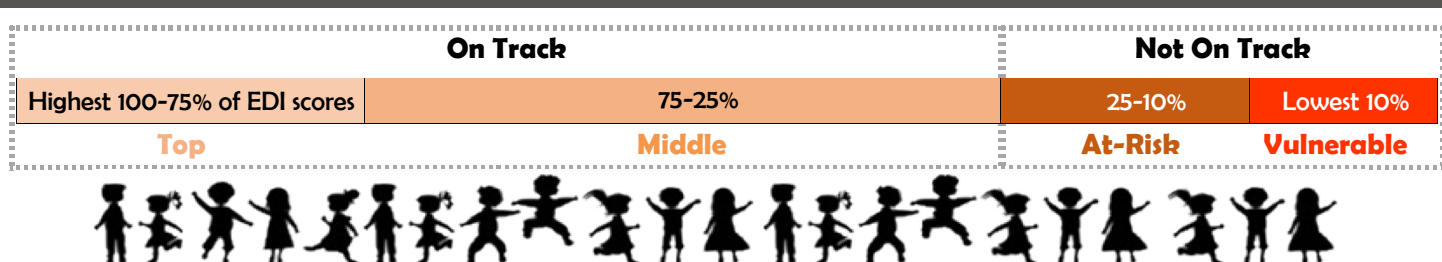 On Track Not On Track
Highest 100-75% of EDI scores 75-25% 25-10% Lowest 10%
Top Middle At-Risk Vulnerable